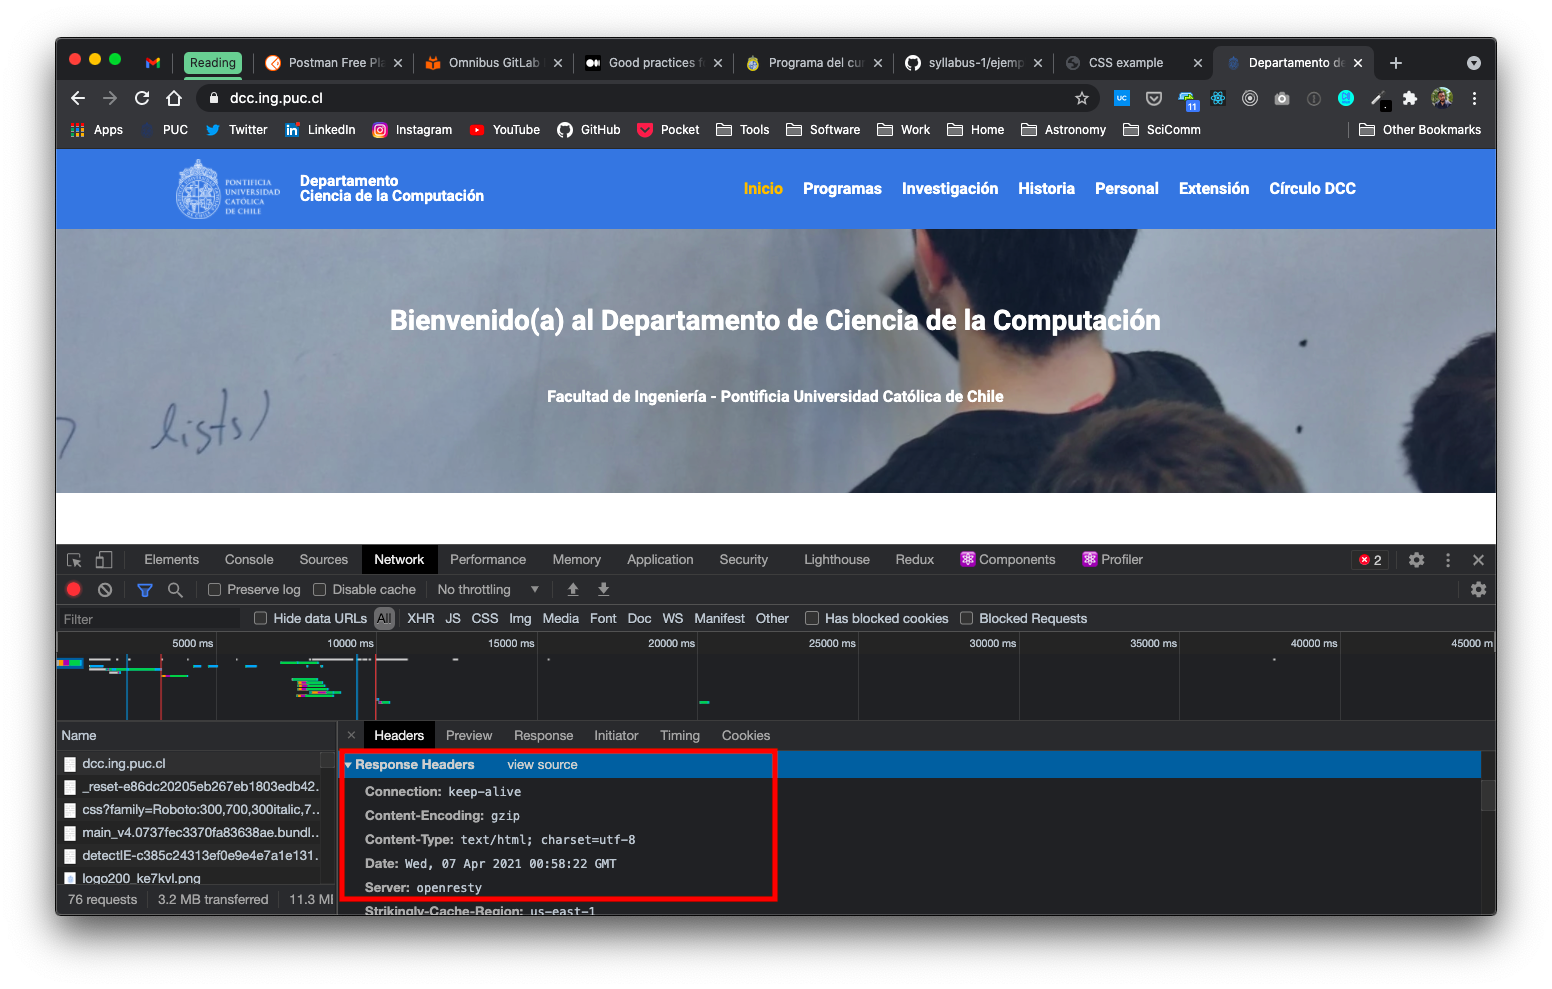 Reading
Postman Free Pla
Omnibus GitLab
Good practices f
Programa del cur
syllabus-1/ejemp
CSS example
Departamento de
dcc.ing.puc.cl
UC
11
Apps PUC Twitter LinkedIn Instagram YouTube GitHub Pocket Tools Software Work Home Astronomy SciComm Other Bookmarks
PONTIFICIA
UNIVERSIDAD
CATÓLICA
DE CHILE
Departamento
Ciencia de la Computación
Inicio Programas Investigación Historia Personal Extensión Círculo DCC
lists)
Bienvenido(a) al Departamento de Ciencia de la Computación
Facultad de Ingeniería - Pontificia Universidad Católica de Chile
Elements Console Sources Network Performance Memory Application Security Lighthouse Redux Components Profiler 2
Preserve log Disable cache No throttling
Filter Hide data URLs All XHR JS CSS Img Media Font Doc WS Manifest Other Has blocked cookies Blocked Requests
5000 ms 10000 ms 15000 ms 20000 ms 25000 ms 30000 ms 35000 ms 40000 ms 45000 m
Name
dcc.ing.puc.cl
_reset-e86dc20205eb267eb1803edb42.
css?family=Roboto:300,700,300italic,7..
main_v4.0737fec3370fa83638ae.bundl..
detectIE-c385c24313ef0e9e4e7a1e131.
logo200_ke7kvl.png
76 requests 3.2 MB transferred 11.3 MI
Headers Preview Response Initiator Timing Cookies
Response Headers view source
Connection: keep-alive
Content-Encoding: gzip
Content-Type: text/html; charset=utf-8
Date: Wed, 07 Apr 2021 00:58:22 GMT
Server: openresty
Strikingly-Cache-Region: us-east-1